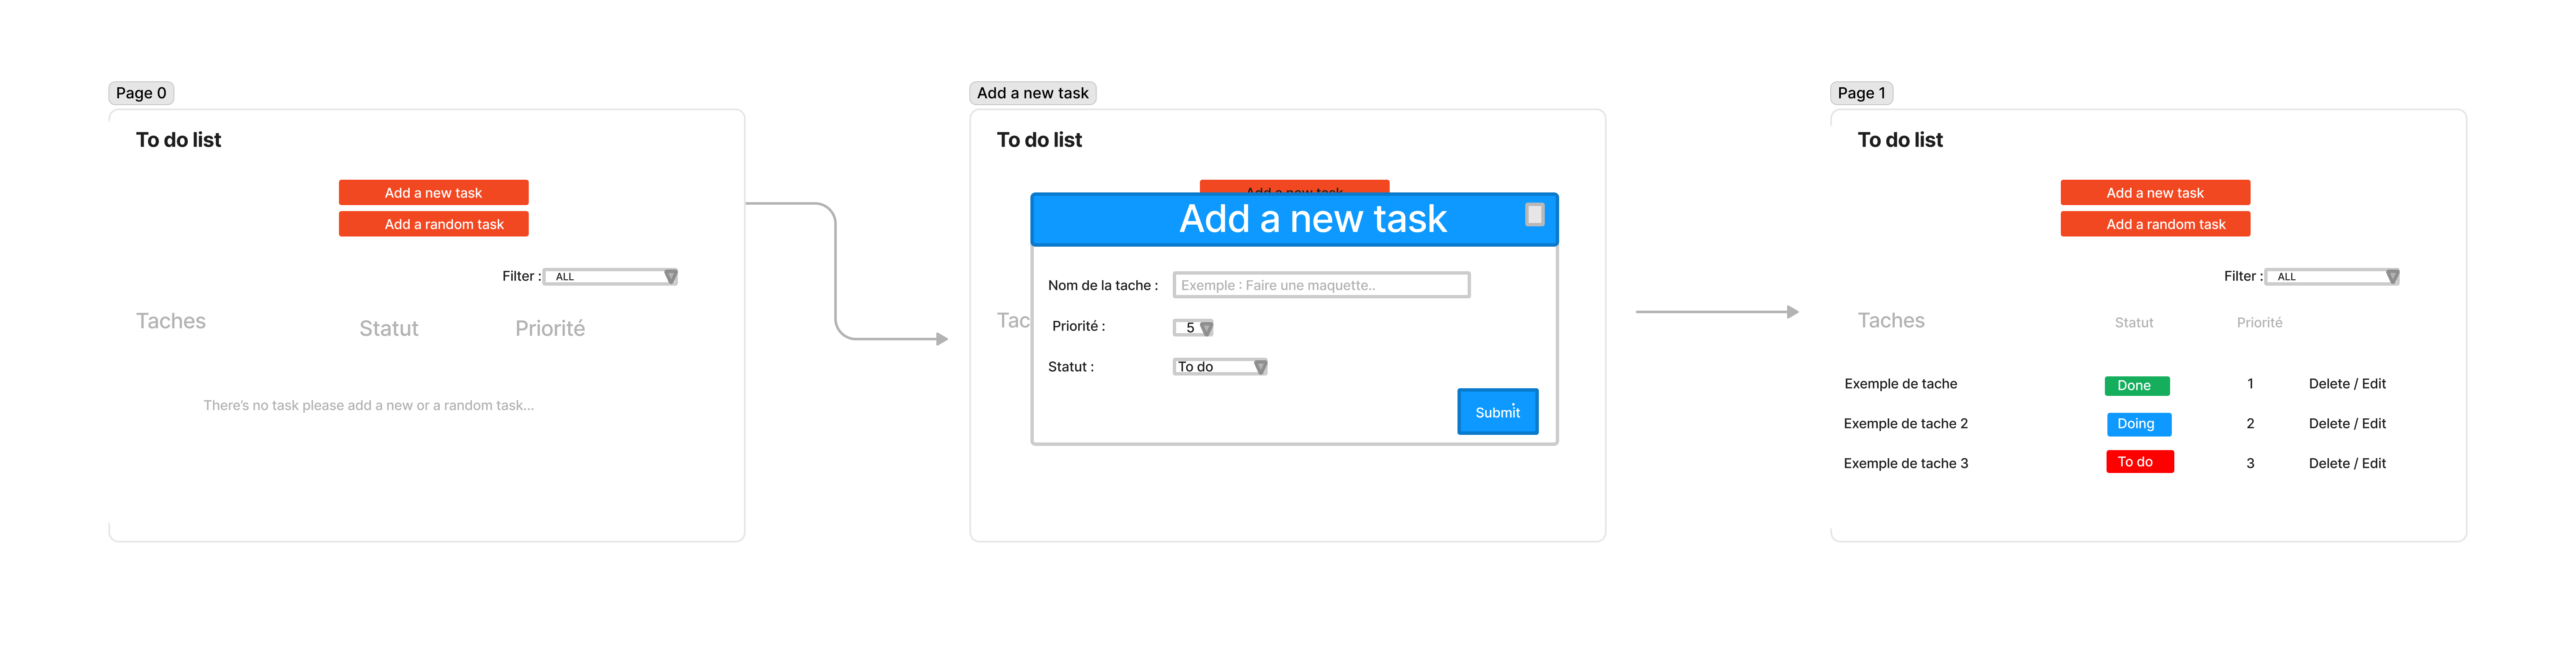 Page 0
To do list
Add a new task
Add a random task
Filter : ALL
Taches Statut Priorité
There's no task please add a new or a random task...
Add a new task
To do list
Add a new task
Add a new task
Nom de la tache : Exemple : Faire une maquette..
Tac
Priorité : 5
Statut : To do
Submit
Page 1
To do list
Add a new task
Add a random task
Filter : ALL
Taches Statut Priorité
Exemple de tache Done 1 Delete / Edit
Exemple de tache 2 Doing 2 Delete / Edit
Exemple de tache 3 To do 3 Delete / Edit